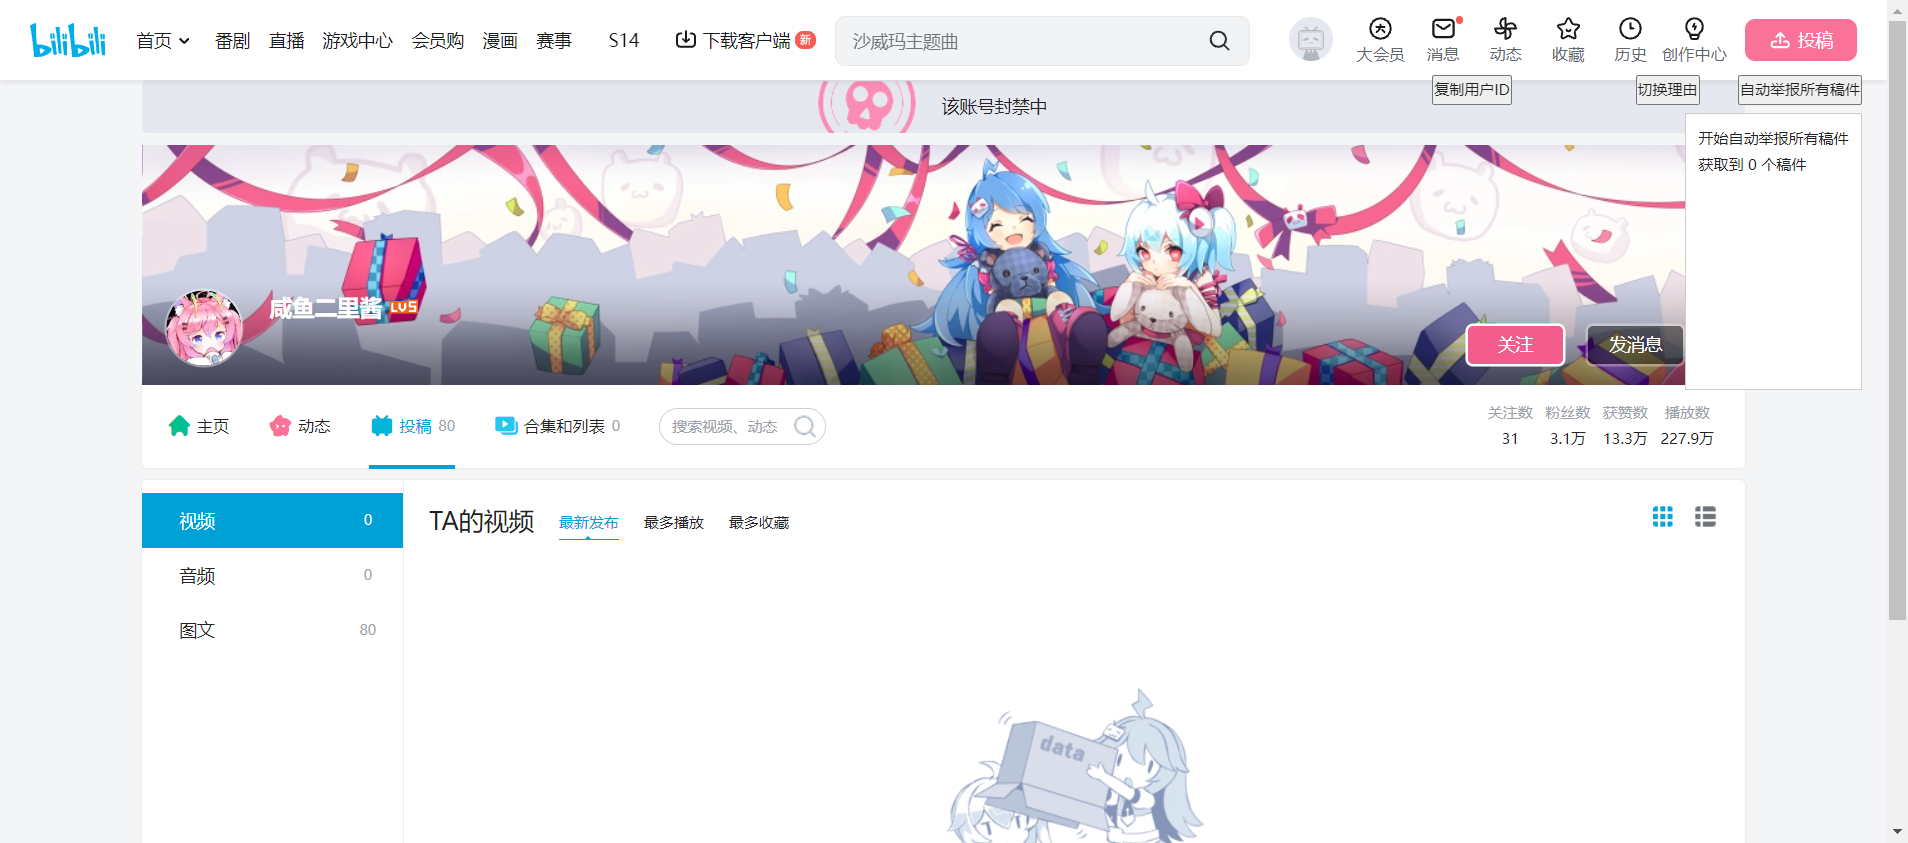 bilibili
首页 番剧 直播 游戏中心 会员购 漫画 赛事 S14 下载客户端 新
沙威玛主题曲
大会员 消息 动态 收藏 历史 创作中心 投稿
复制用户ID 切换理由 自动举报所有稿件
该账号封禁中
开始自动举报所有稿件
获取到 0 个稿件
咸鱼二里酱 LV5
关注 发消息
主页 动态 投稿 80 合集和列表 0 搜索视频、动态
关注数 粉丝数 获赞数 播放数
31 3.1万 13.3万 227.9万
视频 0
音频 0
图文 80
TA的视频 最新发布 最多播放 最多收藏
data